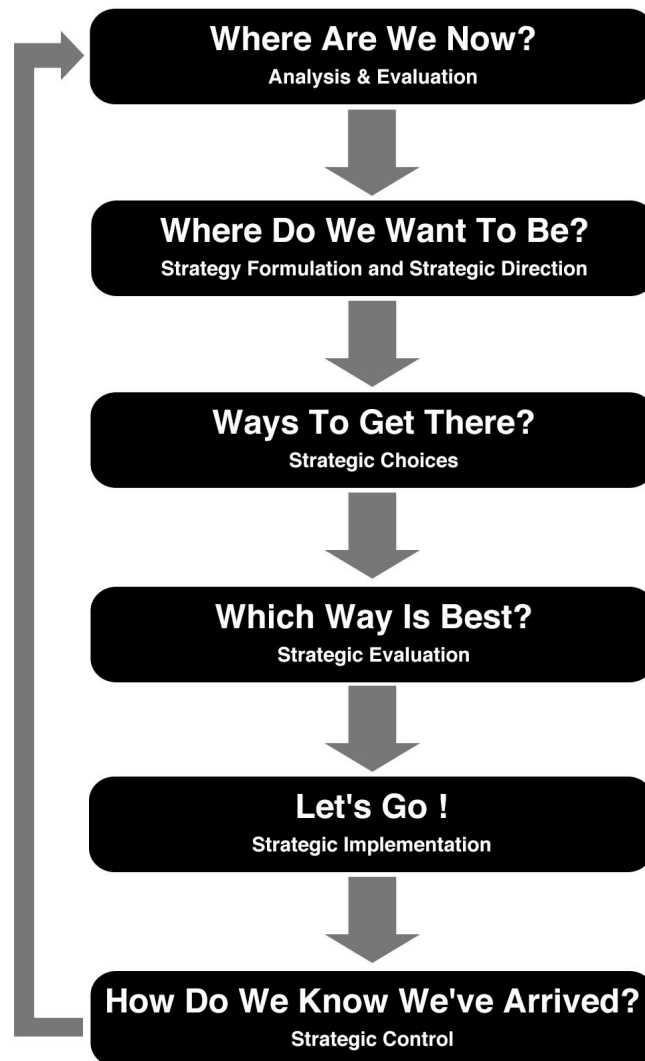 Where Are We Now?
Analysis & Evaluation
Where Do We Want To Be?
Strategy Formulation and Strategic Direction
Ways To Get There?
Strategic Choices
Which Way Is Best?
Strategic Evaluation
Let's Go !
Strategic Implementation
How Do We Know We've Arrived?
Strategic Control